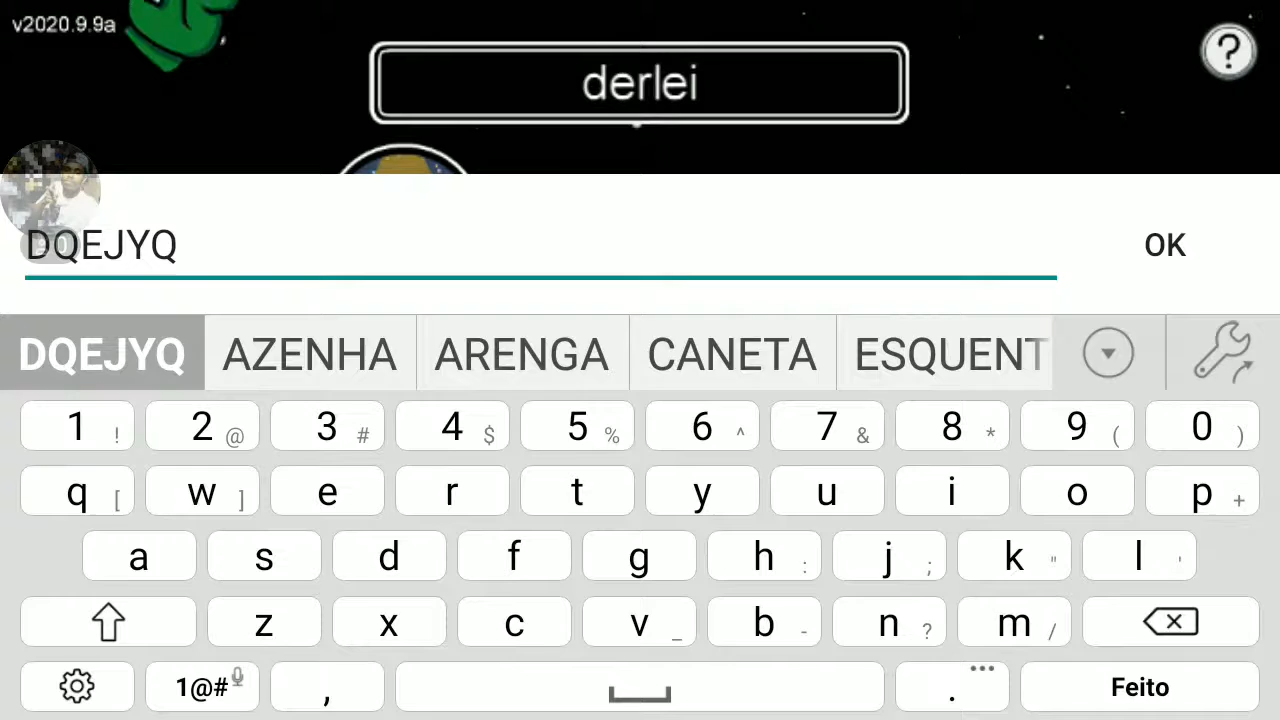 v2020.9.9a
derlei
?
DQEJYQ
OK
DQEJYQ AZENHA ARENGA CANETA ESQUENT
1 ! 2 @ 3 # 4 $ 5 % 6 ^ 7 & 8 * 9 ( 0 )
q [ w ] e r t y u i o p +
a s d f g h : j ; k " l '
z x c v _ b - n ? m /
1@# , . ... Feito